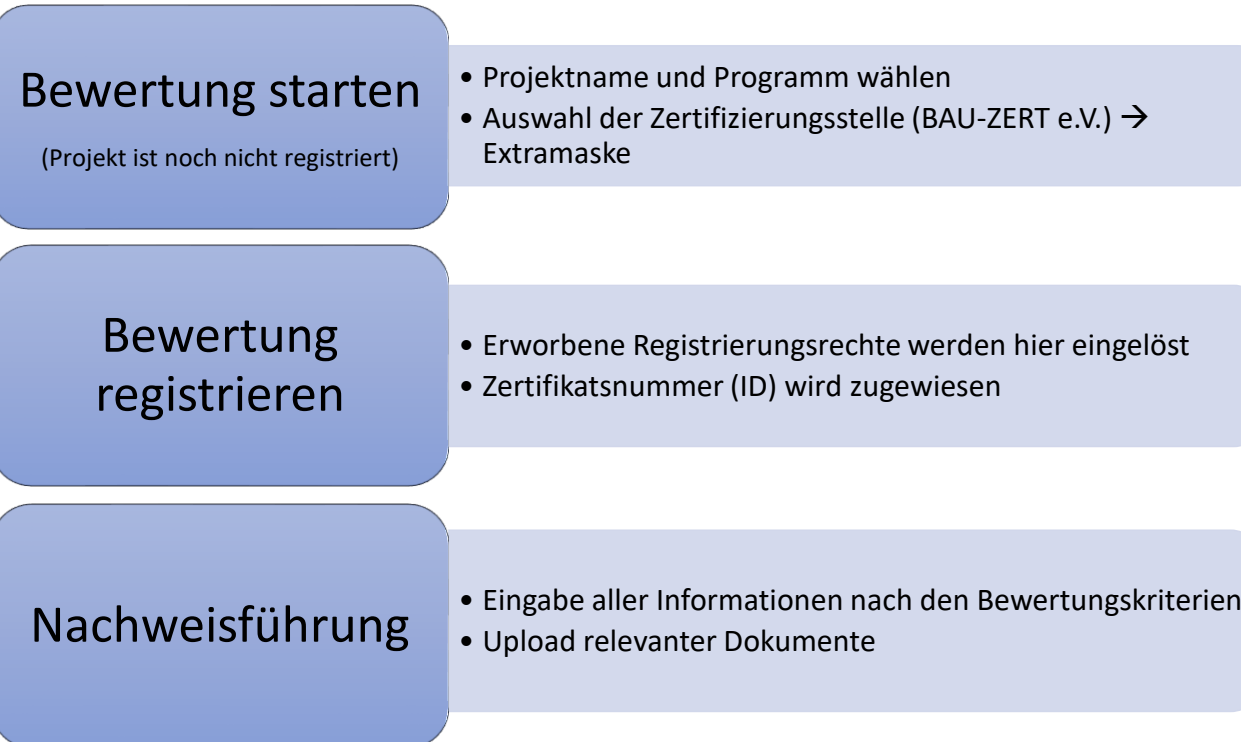 Bewertung starten
(Projekt ist noch nicht registriert)
• Projektname und Programm wählen
• Auswahl der Zertifizierungsstelle (BAU-ZERT e.V.) →
Extramaske
Bewertung
registrieren
• Erworbene Registrierungsrechte werden hier eingelöst
• Zertifikatsnummer (ID) wird zugewiesen
Nachweisführung
• Eingabe aller Informationen nach den Bewertungskriterien
• Upload relevanter Dokumente